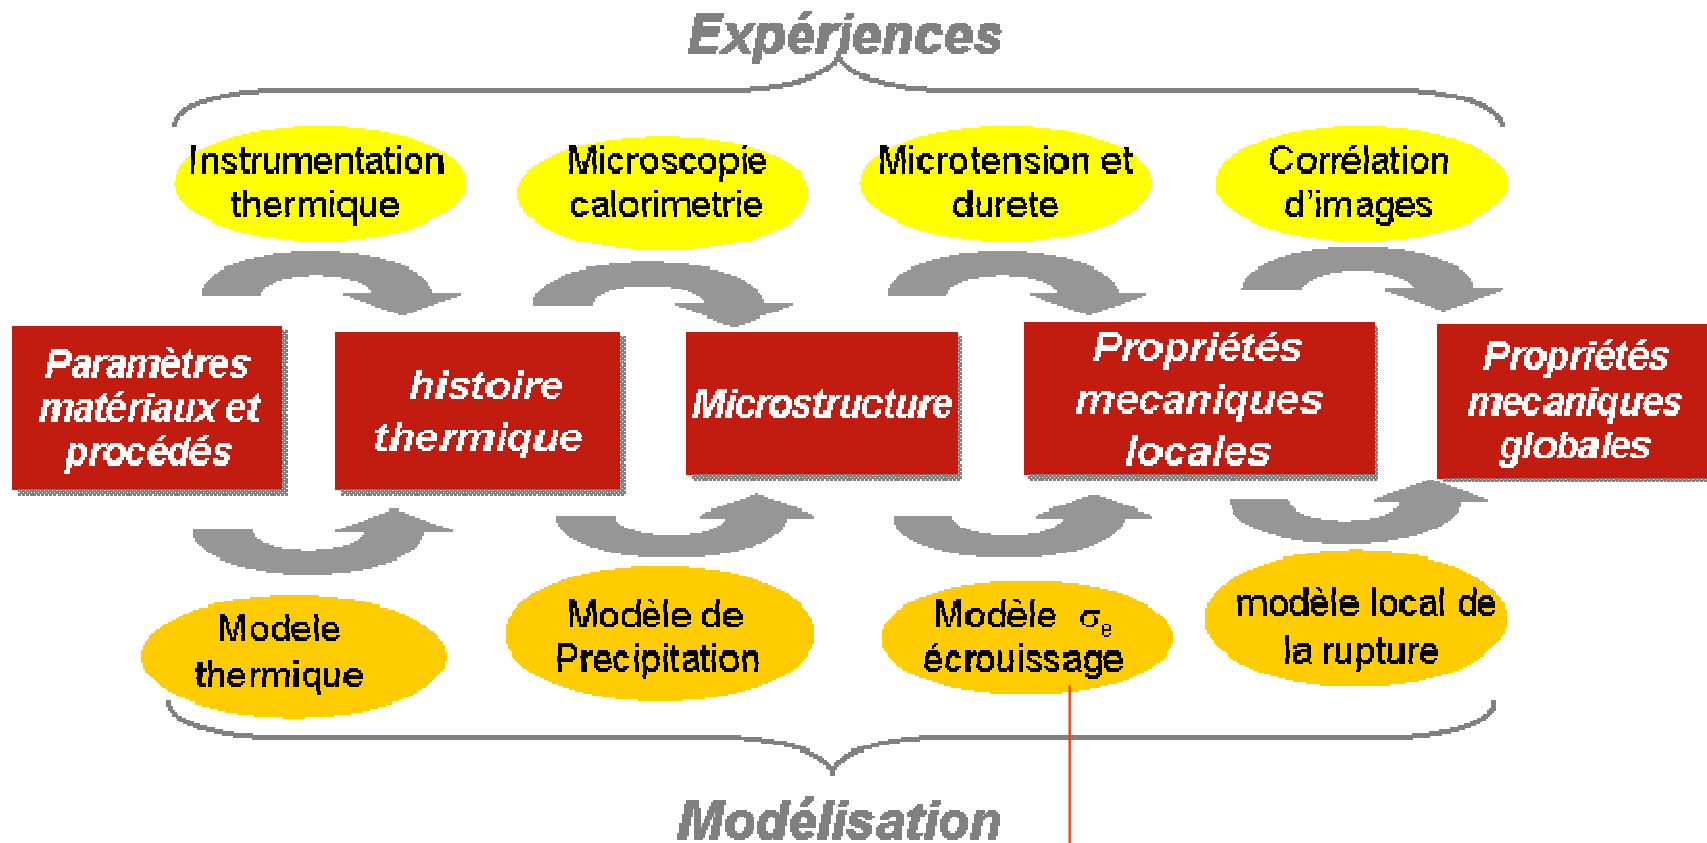 Expériences
Instrumentation
thermique
Microscopie
calorimetrie
Microtension et
durete
Corrélation
d'images
Paramètres
matériaux et
procédés
histoire
thermique
Microstructure
Propriétés
mecaniques
locales
Propriétés
mecaniques
globales
Modele
thermique
Modèle de
Precipitation
Modèle σe
écrouissage
modèle local de
la rupture
Modélisation